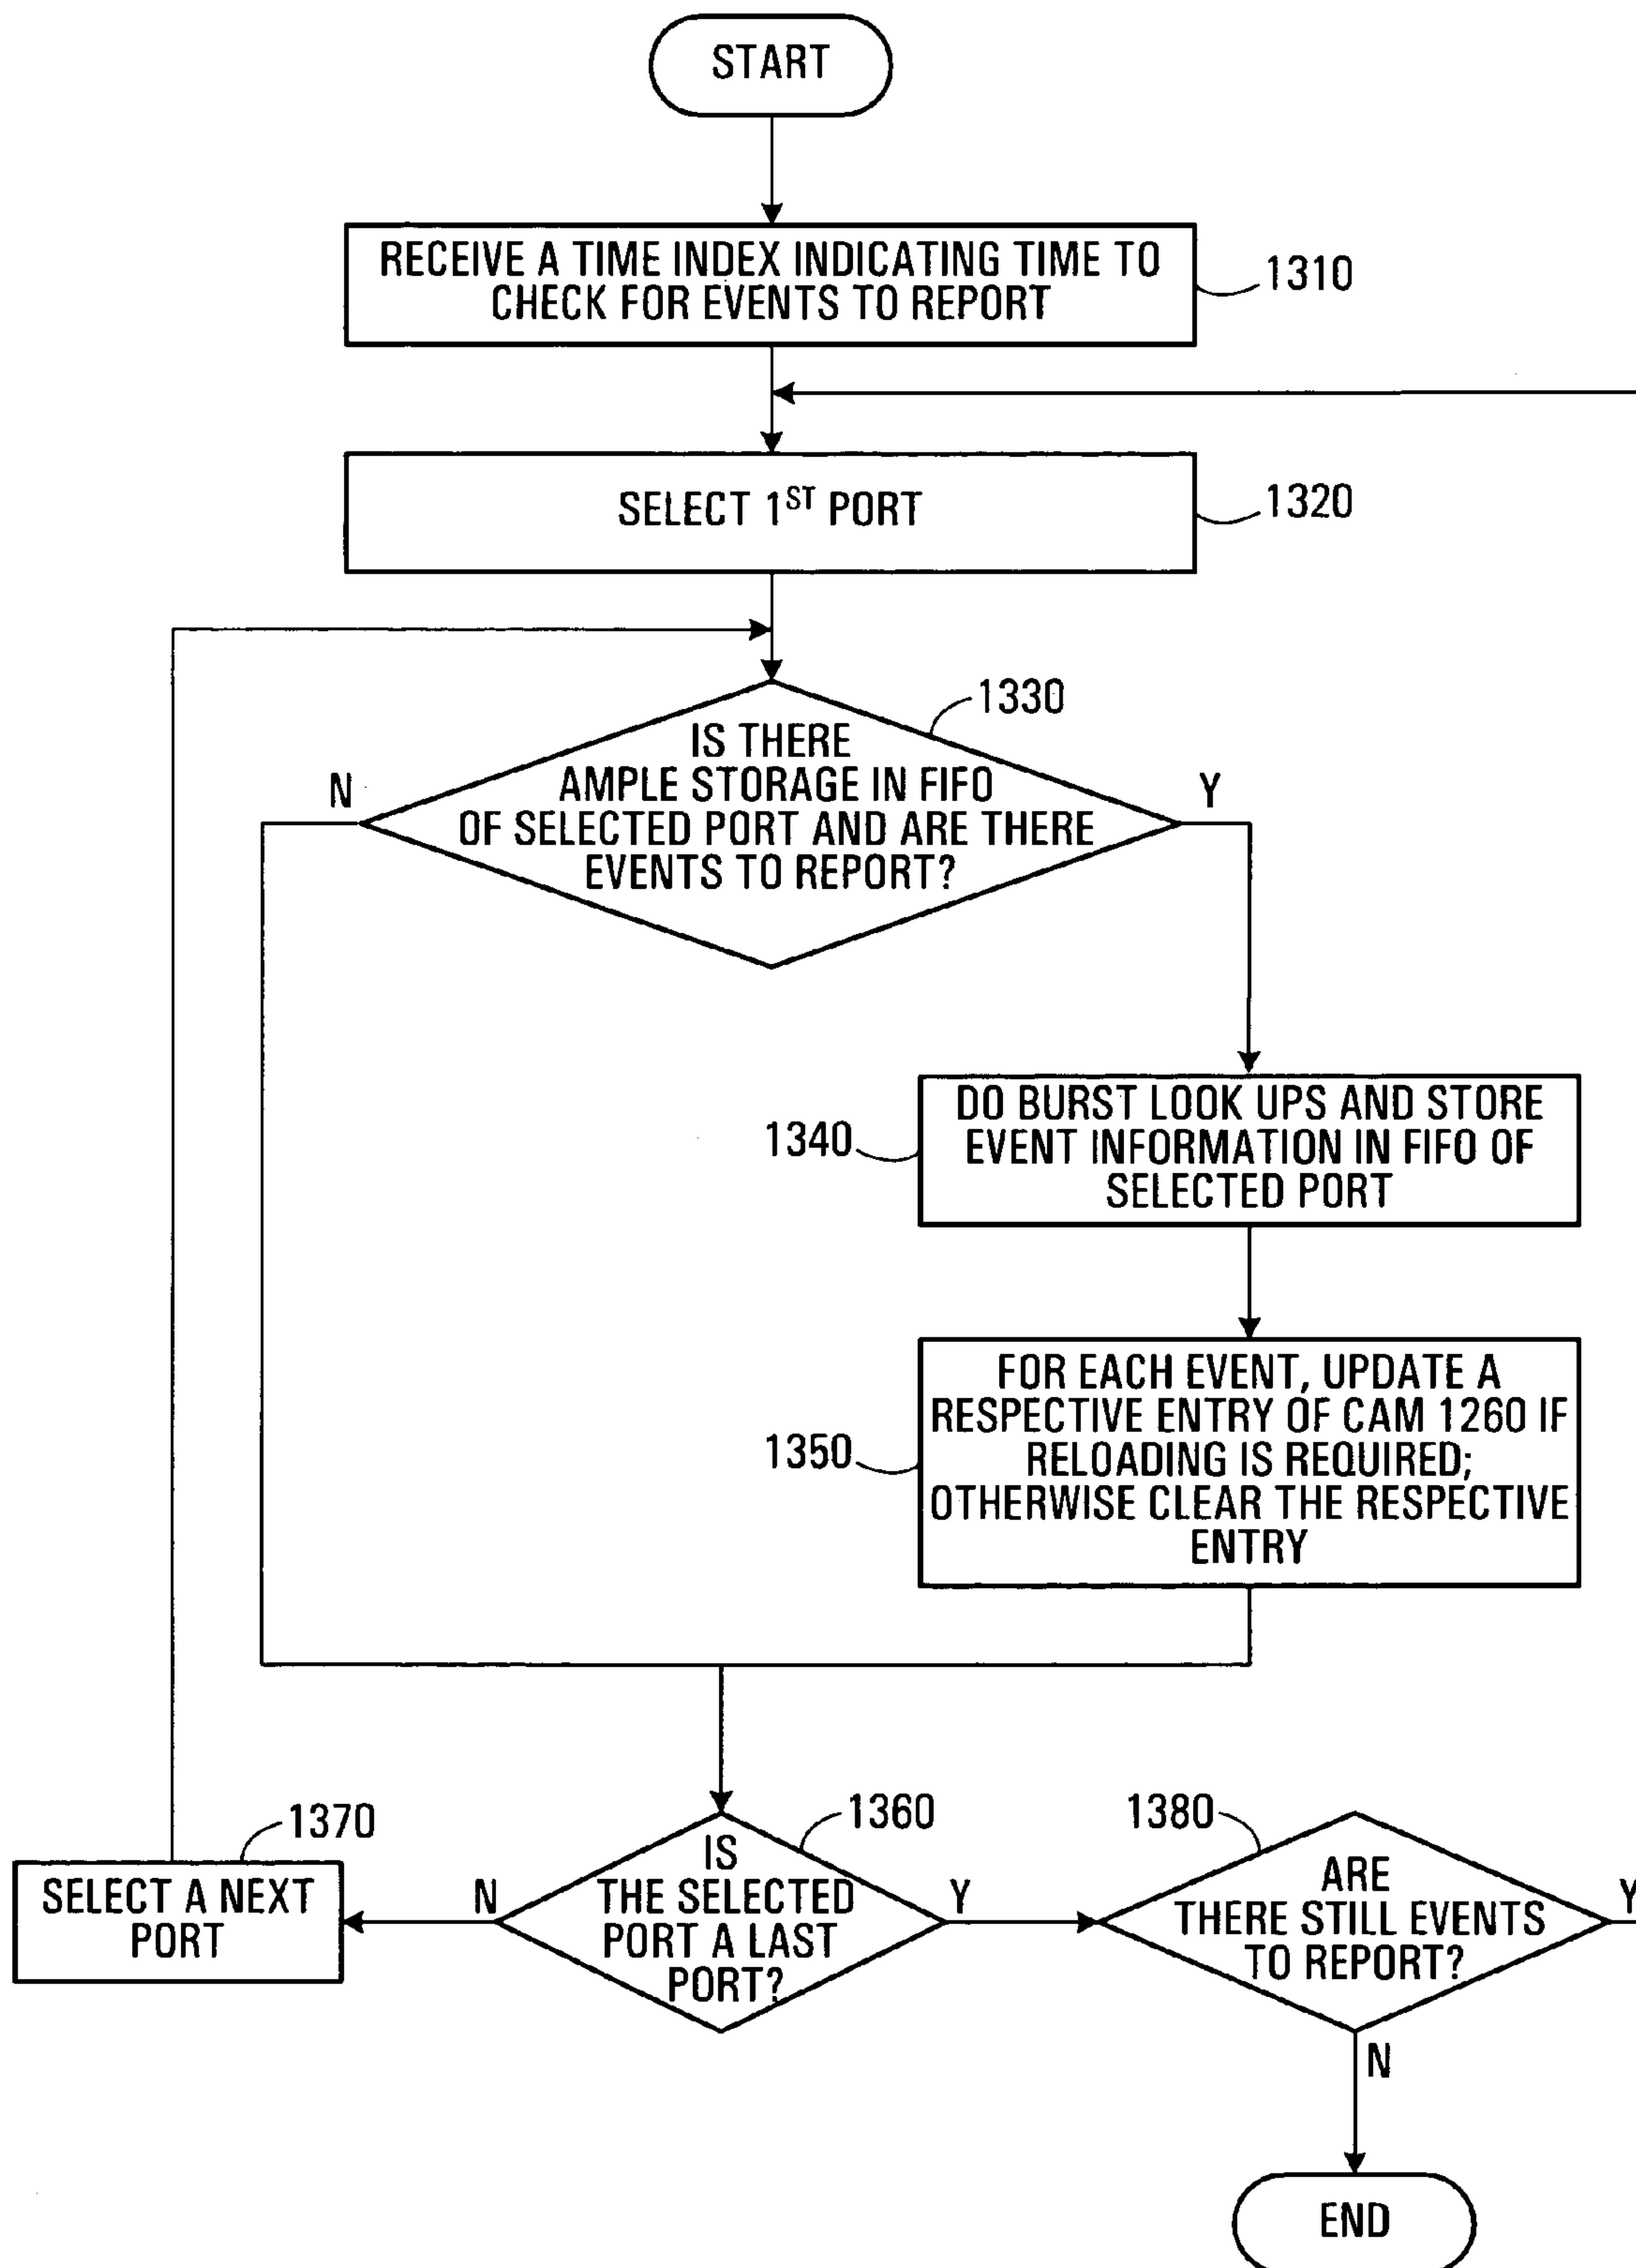 START
RECEIVE A TIME INDEX INDICATING TIME TO
CHECK FOR EVENTS TO REPORT
1310
SELECT 1ST PORT
1320
1330
IS THERE
AMPLE STORAGE IN FIFO
OF SELECTED PORT AND ARE THERE
EVENTS TO REPORT?
N
Y
DO BURST LOOK UPS AND STORE
EVENT INFORMATION IN FIFO OF
SELECTED PORT
1340
FOR EACH EVENT, UPDATE A
RESPECTIVE ENTRY OF CAM 1260 IF
RELOADING IS REQUIRED;
OTHERWISE CLEAR THE RESPECTIVE
ENTRY
1350
1370
SELECT A NEXT
PORT
N
1360
IS
THE SELECTED
PORT A LAST
PORT?
Y
1380
ARE
THERE STILL EVENTS
TO REPORT?
Y
N
END